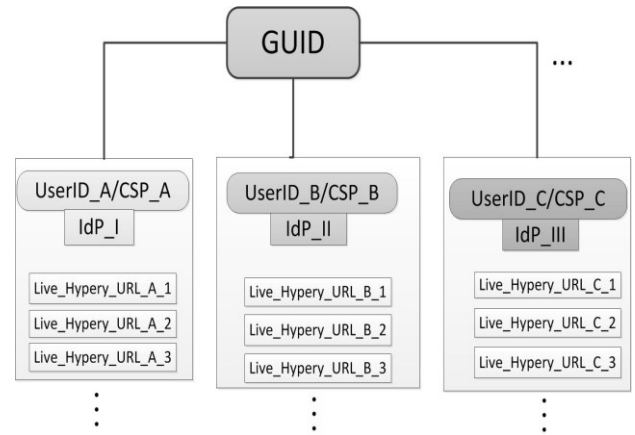 GUID
...
UserID_A/CSP_A
IdP_I
Live_Hypery_URL_A_1
Live_Hypery_URL_A_2
Live_Hypery_URL_A_3
UserID_B/CSP_B
IdP_II
Live_Hypery_URL_B_1
Live_Hypery_URL_B_2
Live_Hypery_URL_B_3
UserID_C/CSP_C
IdP_III
Live_Hypery_URL_C_1
Live_Hypery_URL_C_2
Live_Hypery_URL_C_3